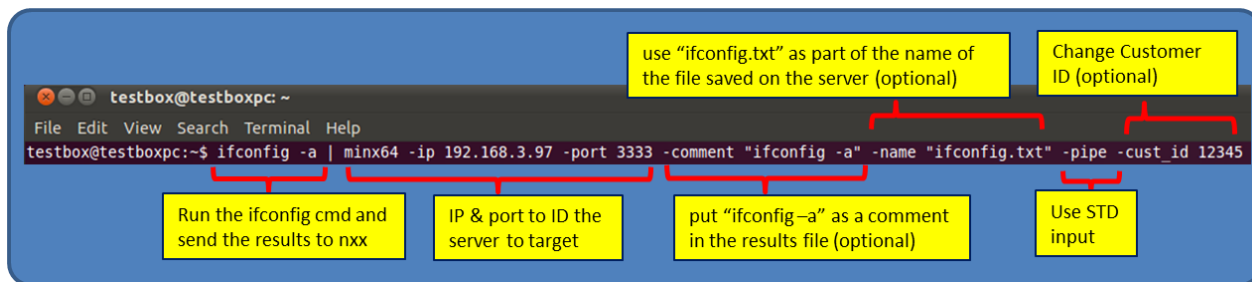 use “ifconfig.txt” as part of the name of
the file saved on the server (optional)
Change Customer
ID (optional)
testbox@testboxpc: ~
File Edit View Search Terminal Help
testbox@testboxpc:~$ ifconfig -a | minx64 -ip 192.168.3.97 -port 3333 -comment "ifconfig -a" -name "ifconfig.txt" -pipe -cust_id 12345
Run the ifconfig cmd and
send the results to nxx
IP & port to ID the
server to target
put “ifconfig –a” as a comment
in the results file (optional)
Use STD
input